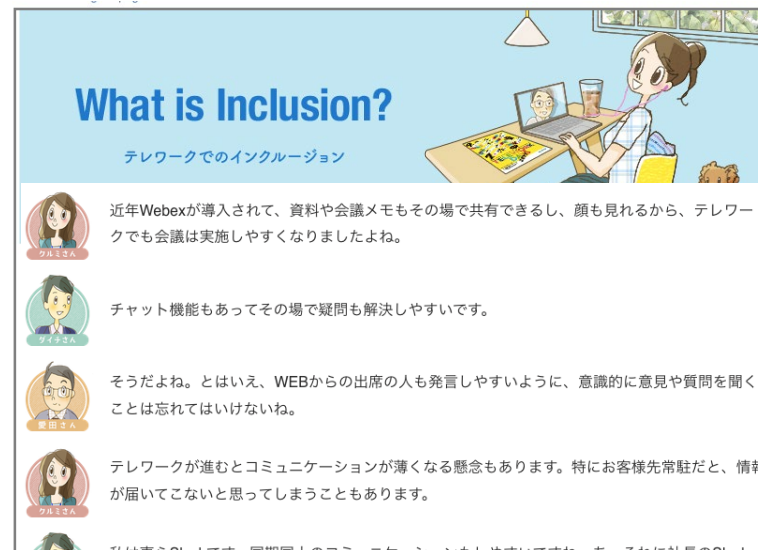 What is Inclusion?
テレワークでのインクルージョン
近年Webexが導入されて、資料や会議メモもその場で共有できるし、顔も見れるから、テレワー
クでも会議は実施しやすくなりましたよね。
クルミさん
チャット機能もあってその場で疑問も解決しやすいです。
ダイチさん
そうだよね。とはいえ、WEBからの出席の人も発言しやすいように、意識的に意見や質問を聞く
ことは忘れてはいけないね。
愛田さん
テレワークが進むとコミュニケーションが薄くなる懸念もあります。特にお客様先常駐だと、情報
が届いてこないと思ってしまうこともあります。
クルミさん